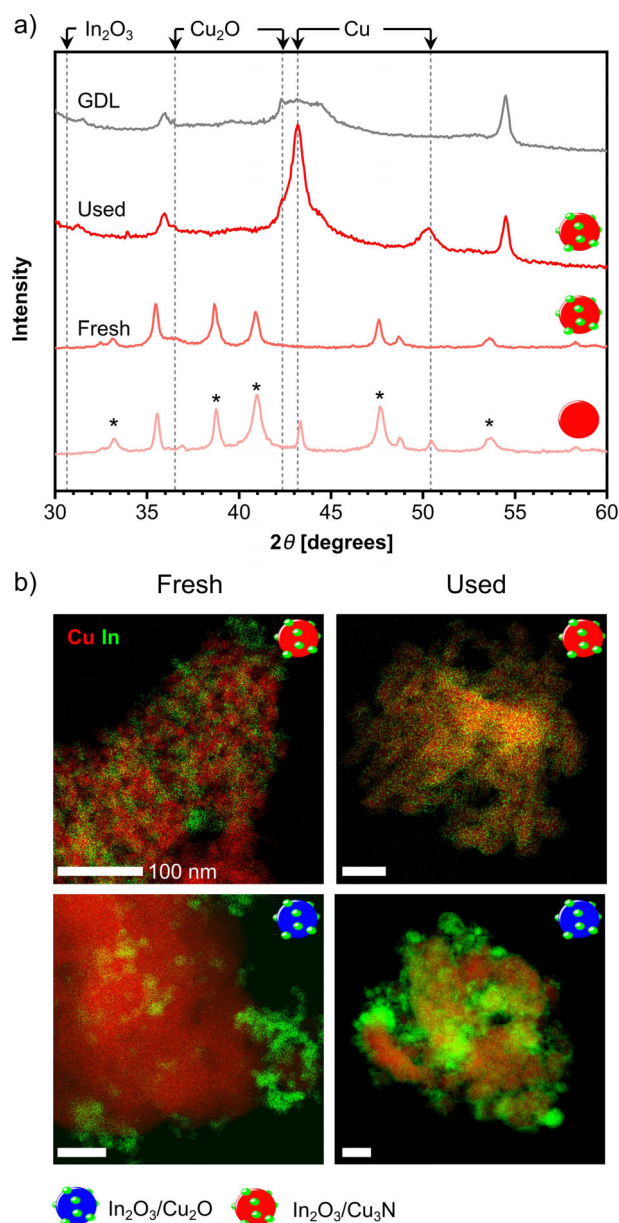 a)
In₂O₃ Cu₂O Cu
GDL
Used
Fresh
* * * * *
Intensity
30 35 40 45 50 55 60
2θ [degrees]
b)
Fresh Used
Cu In
100 nm
In₂O₃/Cu₂O In₂O₃/Cu₃N